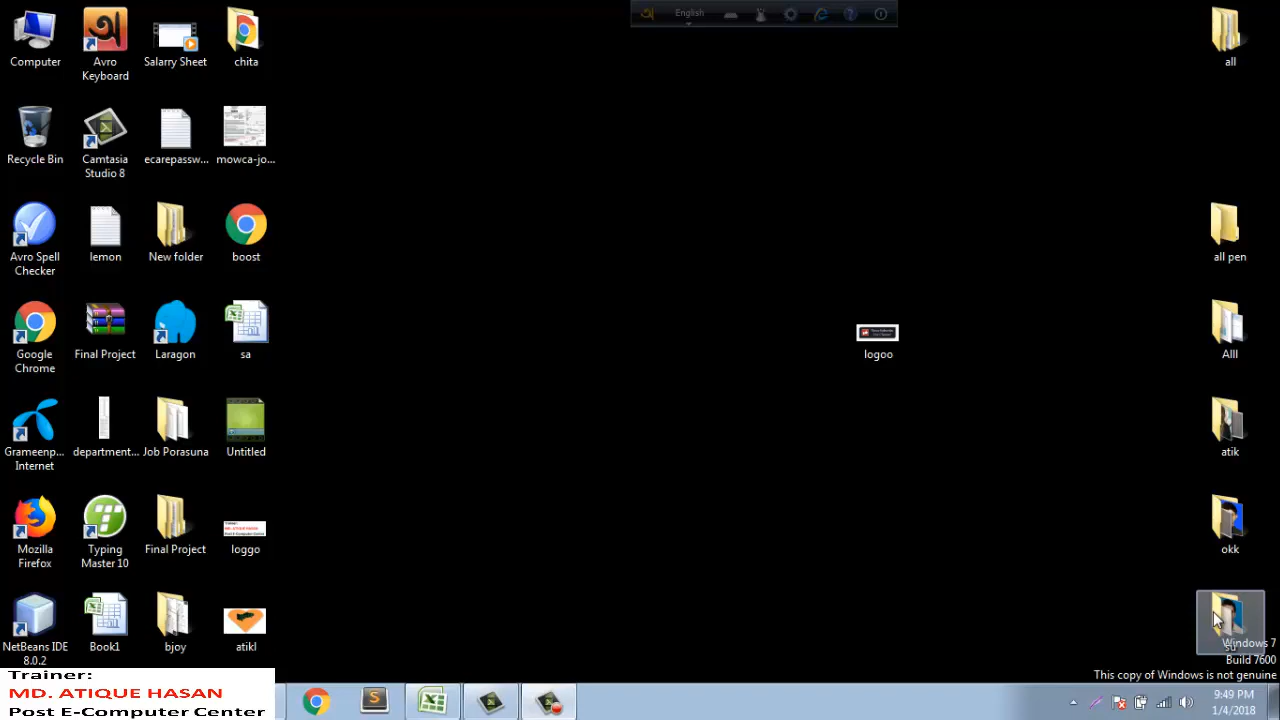 English
Computer
Avro
Keyboard
Salarry Sheet
chita
all
Recycle Bin
Camtasia
Studio 8
ecarepassw...
mowca-jo...
Avro Spell
Checker
lemon
New folder
boost
all pen
Google
Chrome
Final Project
Laragon
sa
logoo
Alll
Grameenp...
Internet
department...
Job Porasuna
Untitled
atik
Mozilla
Firefox
Typing
Master 10
Final Project
loggo
okk
NetBeans IDE
8.0.2
Book1
bjoy
atikl
su
Windows 7
Build 7600
This copy of Windows is not genuine
Trainer:
MD. ATIQUE HASAN
Post E-Computer Center
9:49 PM
1/4/2018